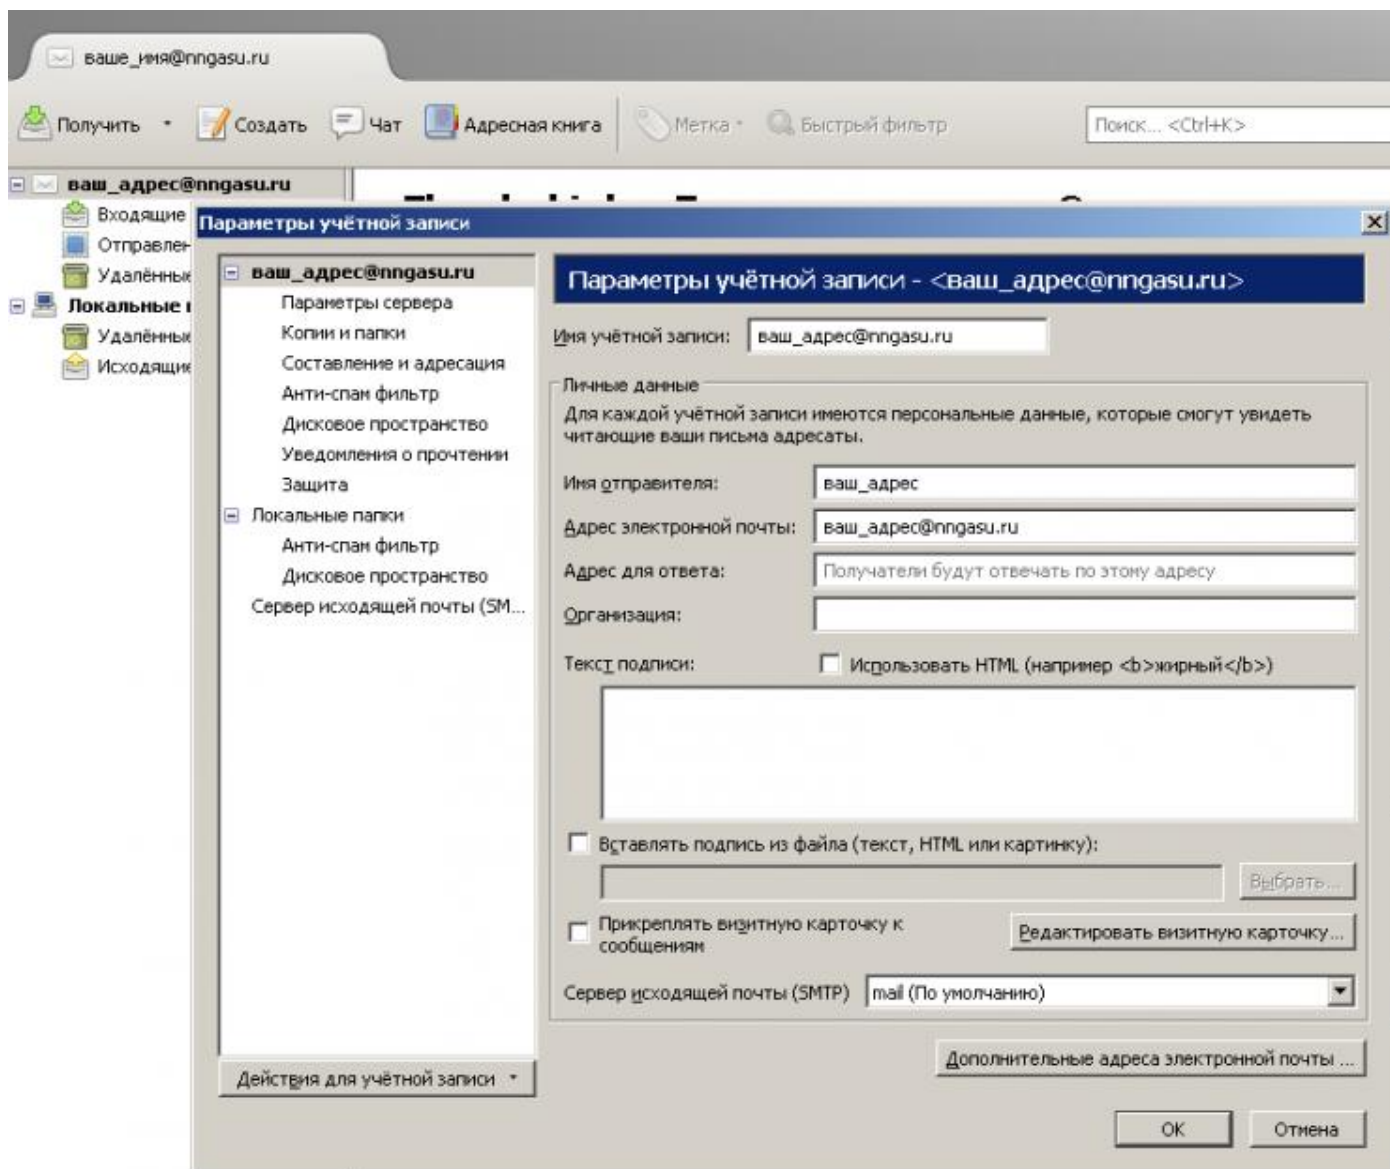 ваше_имя@nngasu.ru
Получить Создать Чат Адресная книга Метка Быстрый фильтр Поиск... <Ctrl+K>
ваш_адрес@nngasu.ru
Входящие
Отправлен
Удалённые
Локальные
Удалённые
Исходящие
Параметры учётной записи
ваш_адрес@nngasu.ru
Параметры сервера
Копии и папки
Составление и адресация
Анти-спам фильтр
Дисковое пространство
Уведомления о прочтении
Защита
Локальные папки
Анти-спам фильтр
Дисковое пространство
Сервер исходящей почты (SM...
Действия для учётной записи
Параметры учётной записи - <ваш_адрес@nngasu.ru>
Имя учётной записи: ваш_адрес@nngasu.ru
Личные данные
Для каждой учётной записи имеются персональные данные, которые смогут увидеть
читающие ваши письма адресаты.
Имя отправителя: ваш_адрес
Адрес электронной почты: ваш_адрес@nngasu.ru
Адрес для ответа: Получатели будут отвечать по этому адресу
Организация:
Текст подписи: Использовать HTML (например <b>жирный</b>)
Вставлять подпись из файла (текст, HTML или картинку):
Выбрать...
Прикреплять визитную карточку к
сообщениям
Редактировать визитную карточку...
Сервер исходящей почты (SMTP) mail (По умолчанию)
Дополнительные адреса электронной почты ...
OK Отмена